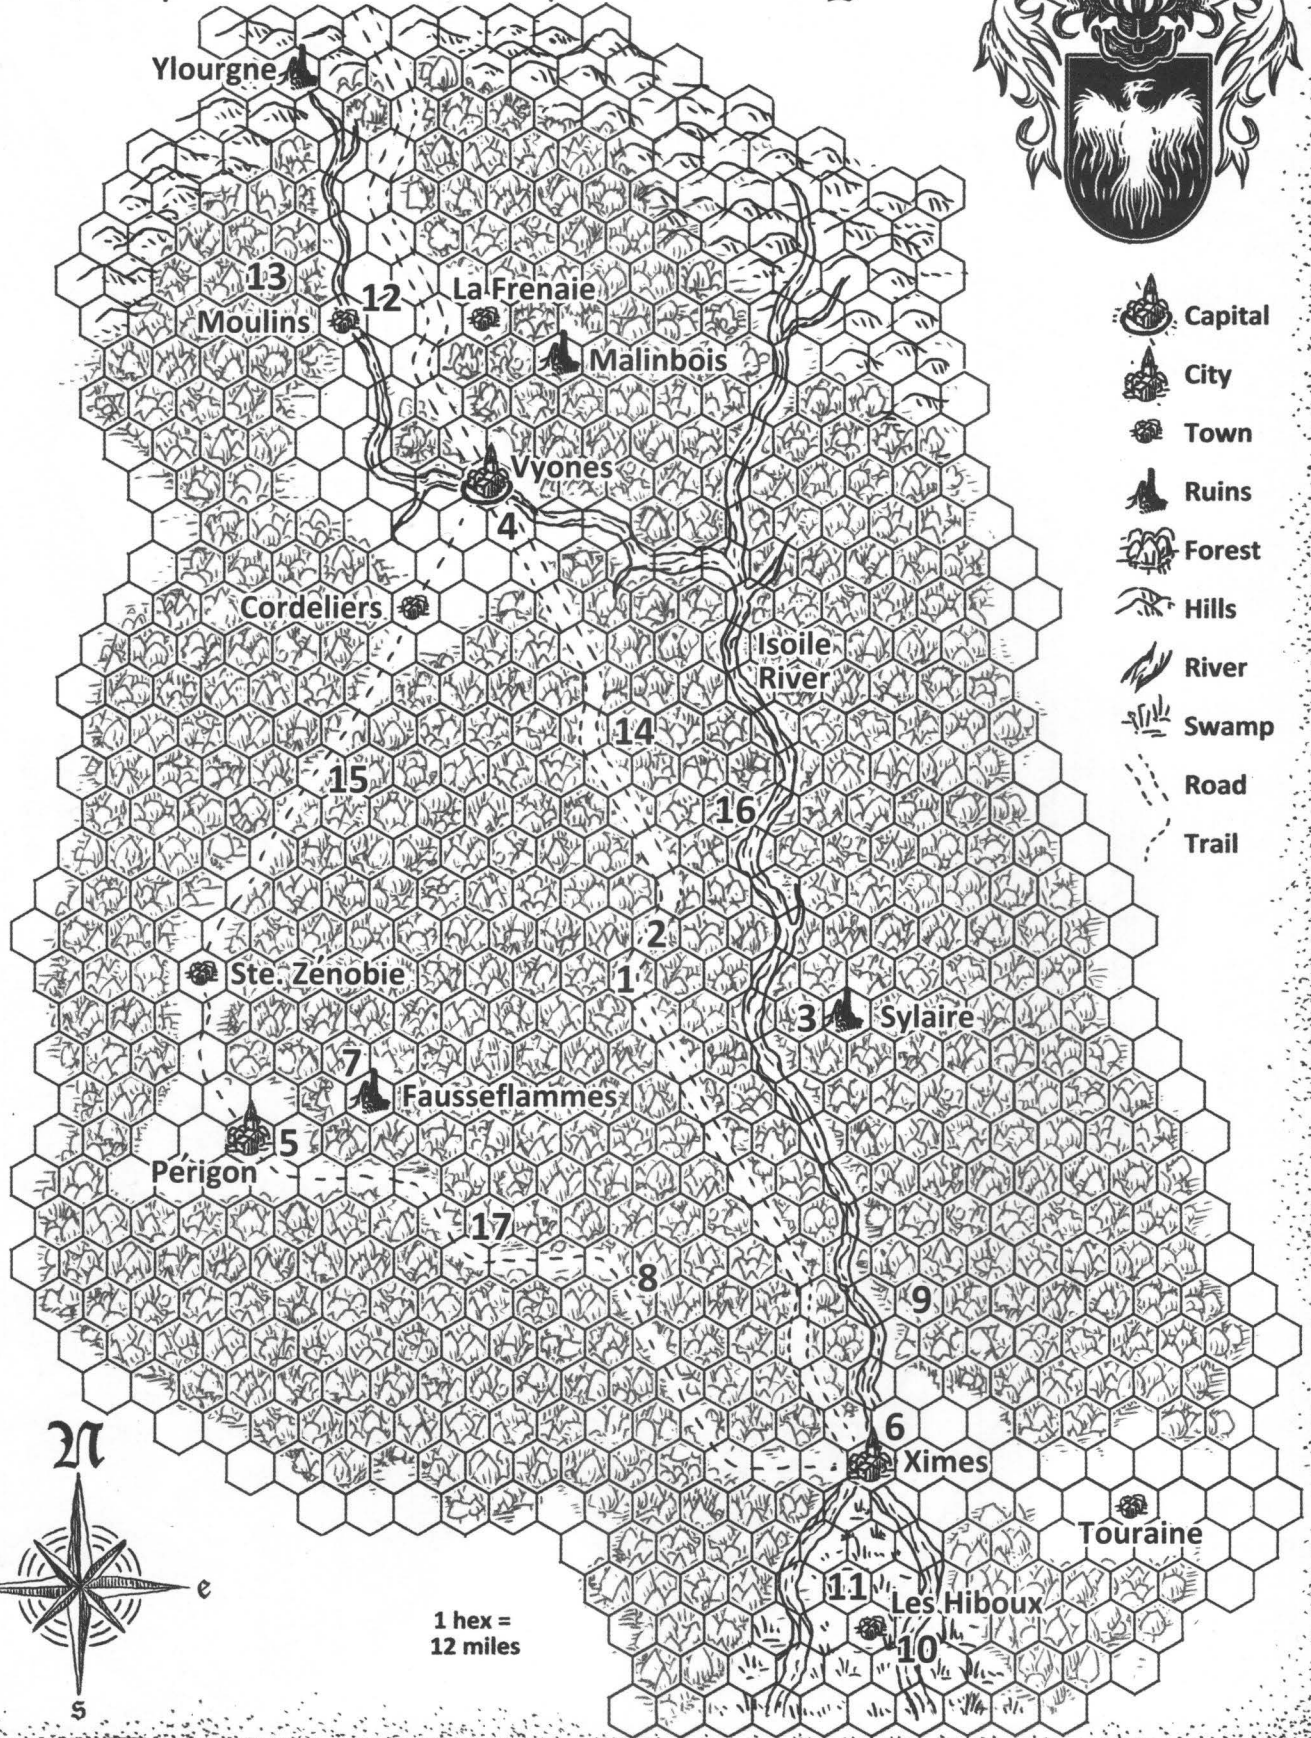 Ylourgne
13
12
La Frenaie
Moulins
Malinbois
Capital
City
Town
Ruins
Forest
Hills
River
Swamp
Road
Trail
Vyones
4
Cordeliers
Isoile
River
14
15
16
2
1
Ste. Zénobie
3
Sylaire
7
Fausseflammes
5
Périgon
17
8
9
6
Ximes
Touraine
11
Les Hiboux
10
N
e
s
1 hex =
12 miles